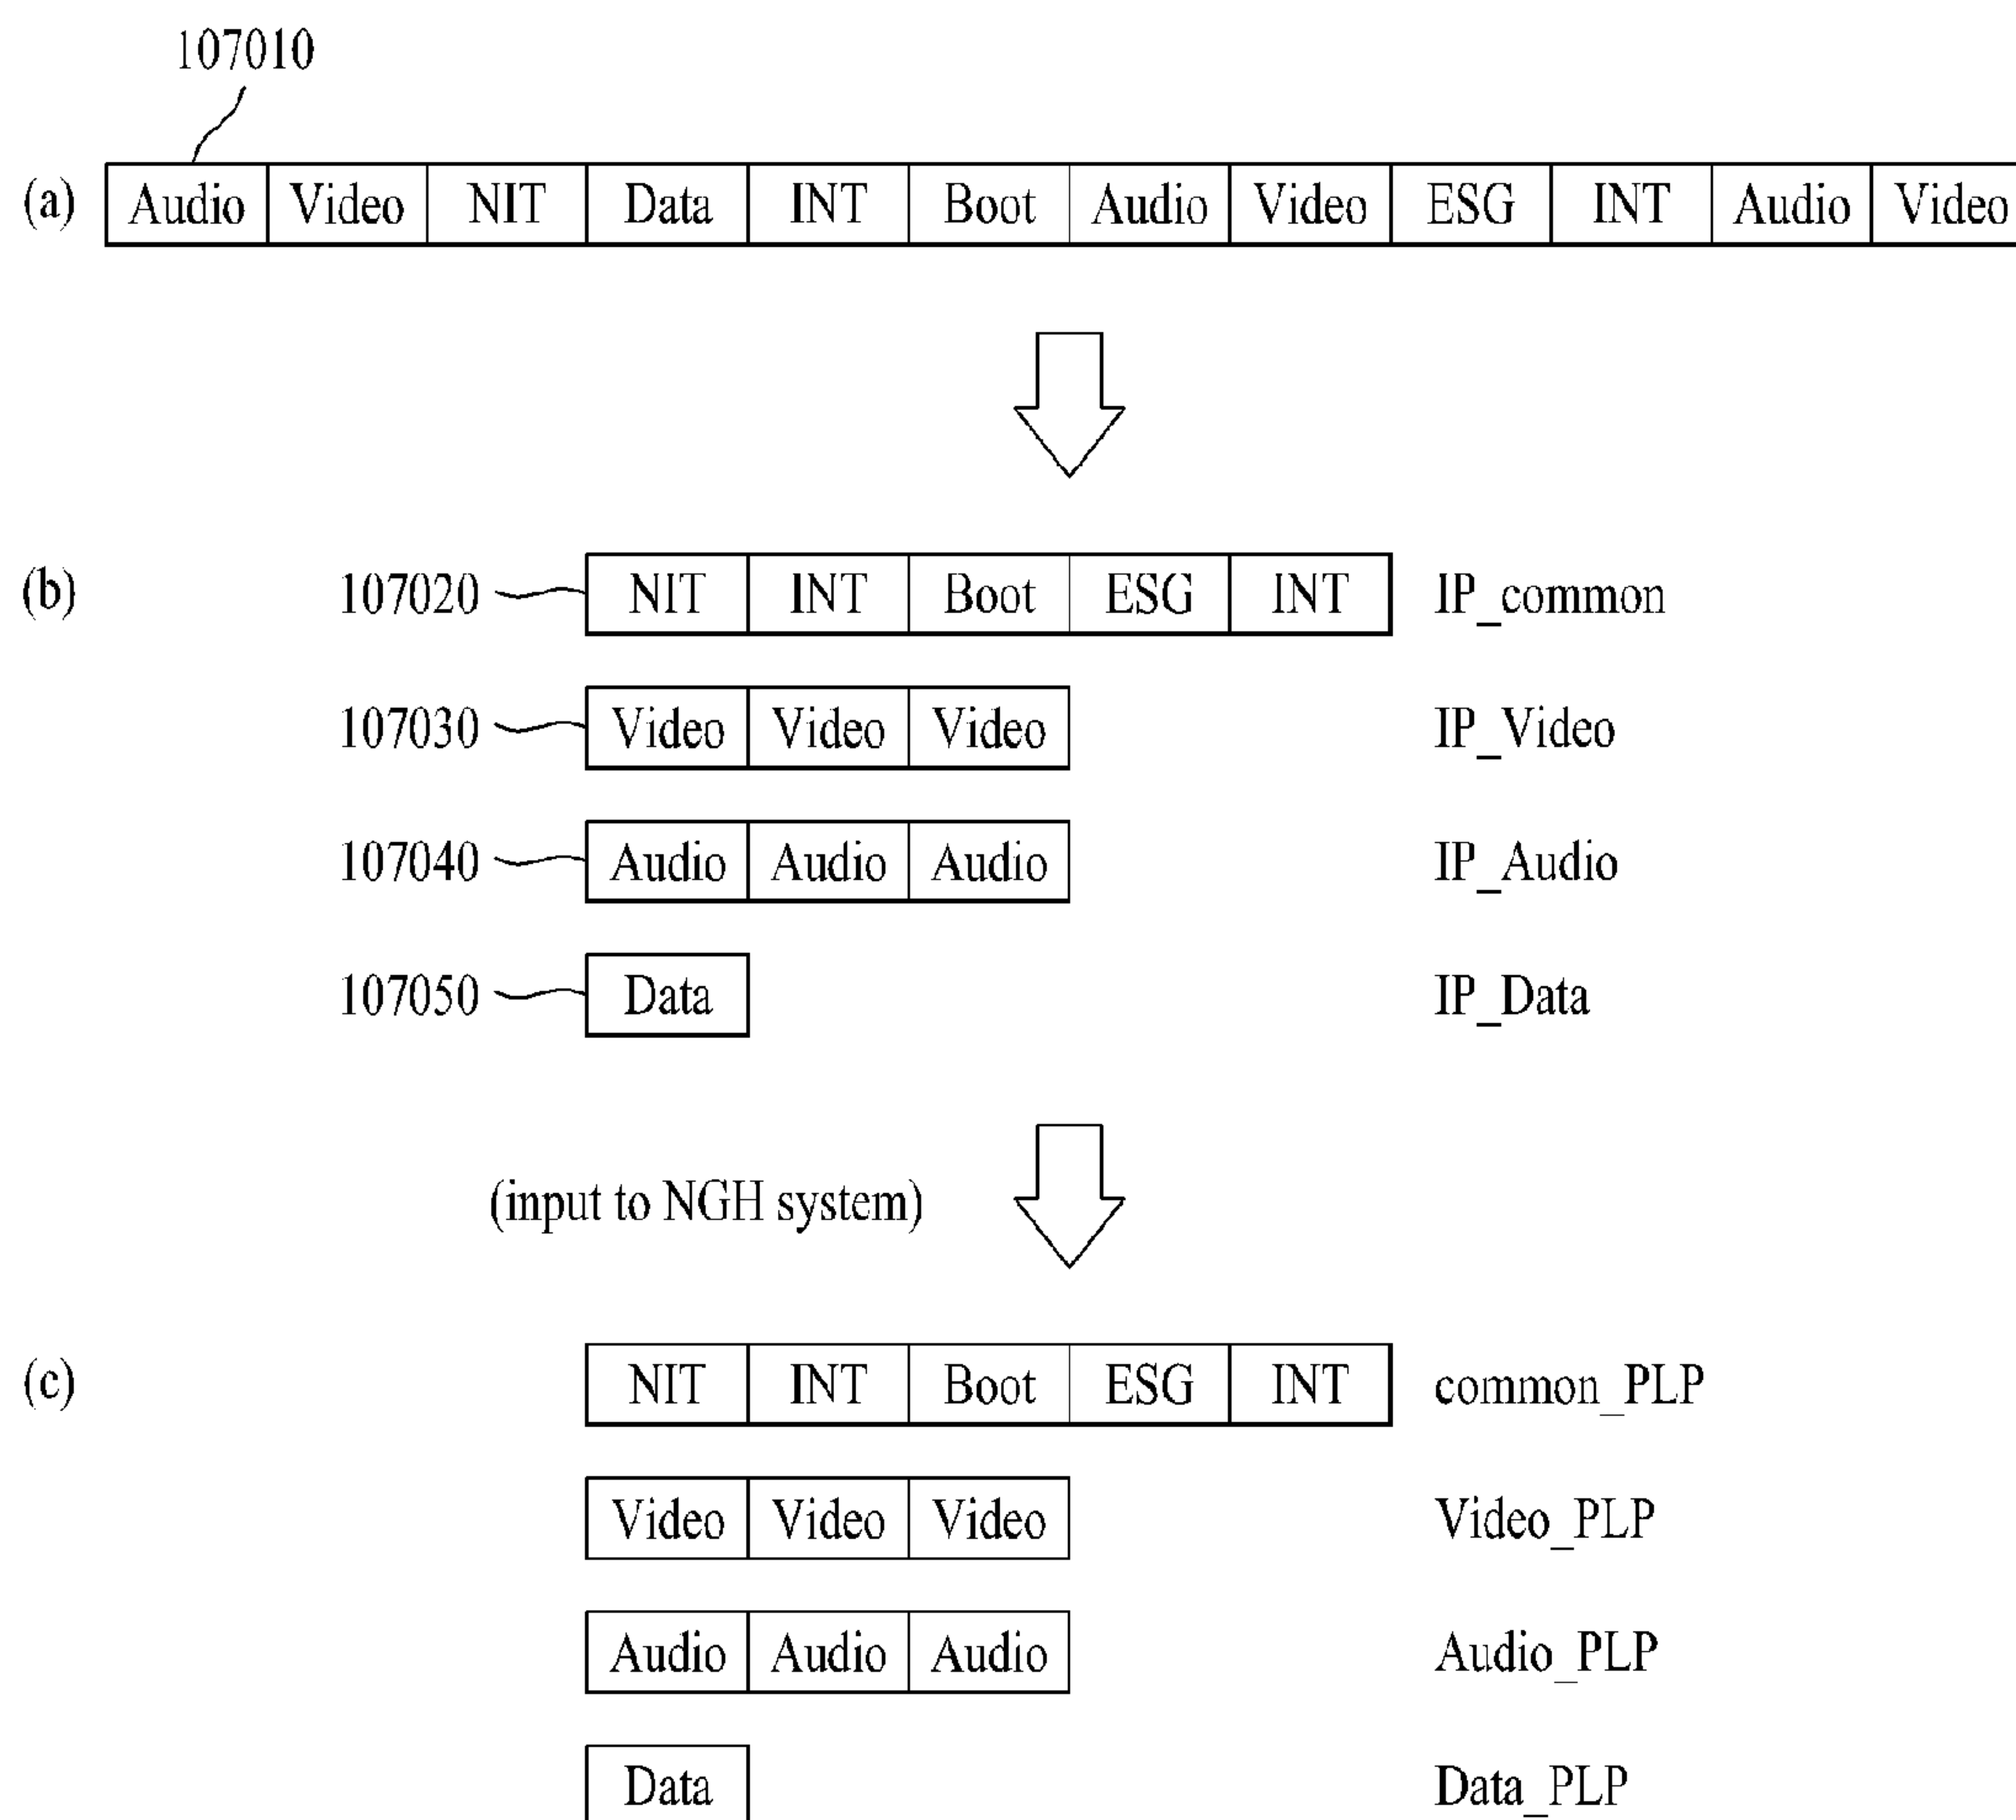 107010
(a) Audio Video NIT Data INT Boot Audio Video ESG INT Audio Video
(b) 107020 NIT INT Boot ESG INT IP_common
107030 Video Video Video IP_Video
107040 Audio Audio Audio IP_Audio
107050 Data IP_Data
(input to NGH system)
(c) NIT INT Boot ESG INT common_PLP
Video Video Video Video_PLP
Audio Audio Audio Audio_PLP
Data Data_PLP